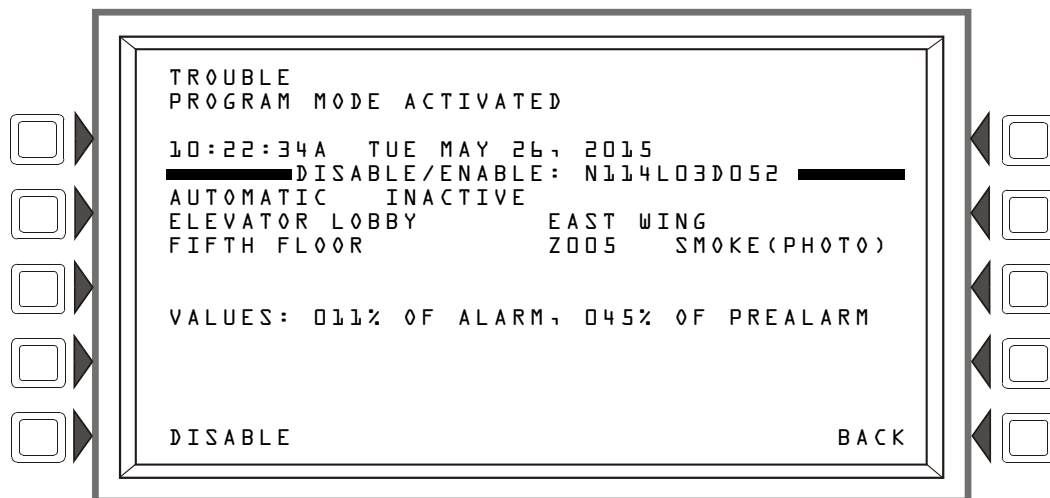 TROUBLE
PROGRAM MODE ACTIVATED
10:22:34A TUE MAY 26, 2015
DISABLE/ENABLE: N114L03D052
AUTOMATIC INACTIVE
ELEVATOR LOBBY EAST WING
FIFTH FLOOR Z005 SMOKE(PHOTO)
VALUES: 011% OF ALARM, 045% OF PREALARM
DISABLE BACK